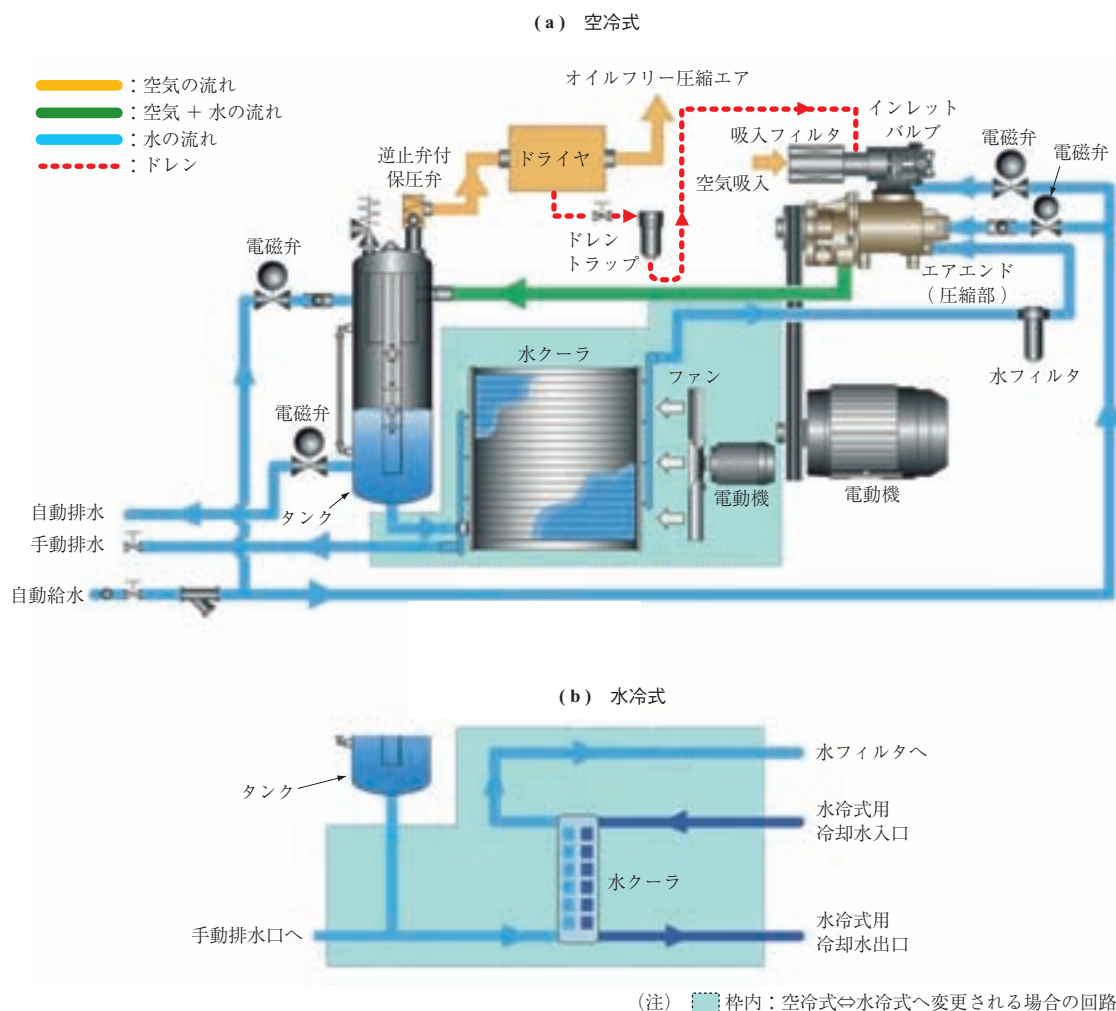 (a) 空冷式
：空気の流れ
：空気 + 水の流れ
：水の流れ
：ドレン
オイルフリー圧縮エア
インレット
バルブ
吸入フィルタ
電磁弁
電磁弁
逆止弁付
保圧弁
ドライヤ
空気吸入
ドレン
トラップ
電磁弁
エアエンド
(圧縮部)
水クーラ
ファン
水フィルタ
電磁弁
電動機
電動機
タンク
自動排水
手動排水
自動給水
(b) 水冷式
水フィルタへ
タンク
水冷式用
冷却水入口
水クーラ
手動排水口へ
水冷式用
冷却水出口
(注) 枠内：空冷式⇔水冷式へ変更される場合の回路